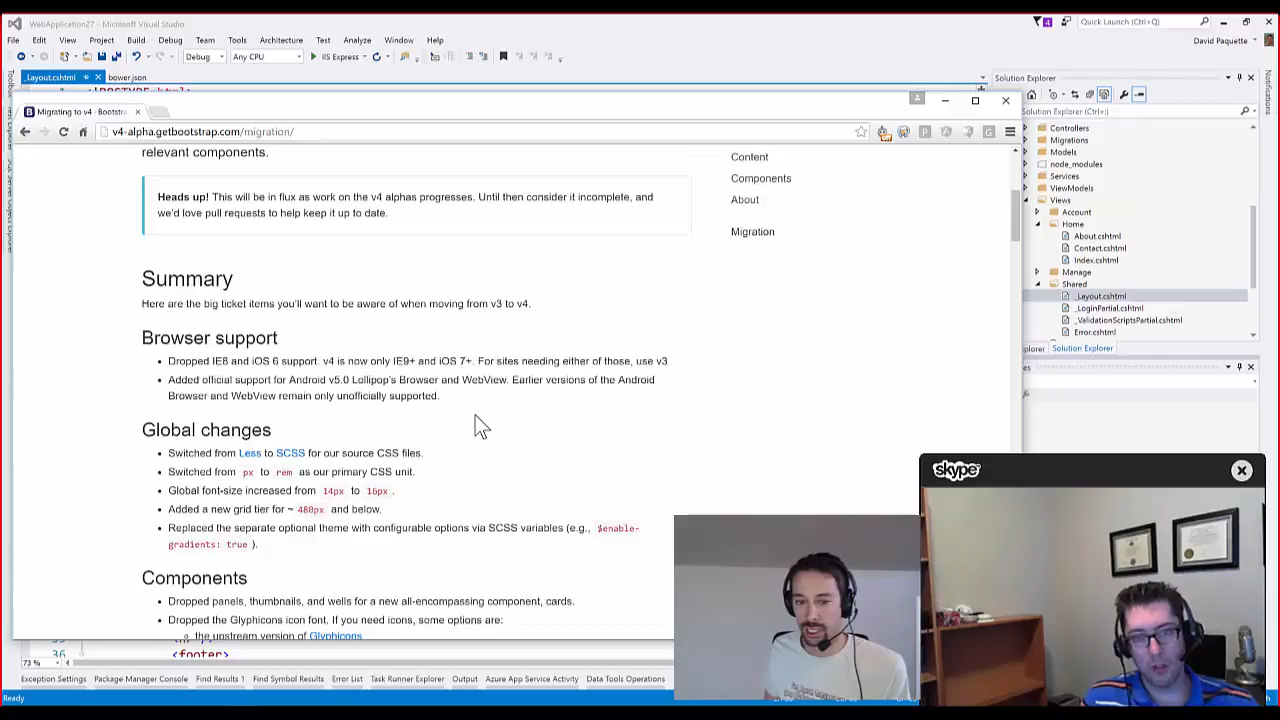 WebApplication27 - Microsoft Visual Studio
4
Quick Launch (Ctrl+;)
File Edit View Project Build Debug Team Tools Architecture Test Analyze Window Help
David Paquette
Debug Any CPU IIS Express
_Layout.cshtml bower.json
Solution Explorer
Notifications
Migrating to v4 · Bootstra
v4-alpha.getbootstrap.com/migration/
relevant components.
Heads up! This will be in flux as work on the v4 alphas progresses. Until then consider it incomplete, and
we'd love pull requests to help keep it up to date.
Content
Components
About
Migration
Summary
Here are the big ticket items you'll want to be aware of when moving from v3 to v4.
Browser support
Dropped IE8 and iOS 6 support. v4 is now only IE9+ and iOS 7+. For sites needing either of those, use v3.
Added official support for Android v5.0 Lollipop's Browser and WebView. Earlier versions of the Android
Browser and WebView remain only unofficially supported.
Global changes
Switched from Less to SCSS for our source CSS files.
Switched from px to rem as our primary CSS unit.
Global font-size increased from 14px to 16px .
Added a new grid tier for ~ 480px and below.
Replaced the separate optional theme with configurable options via SCSS variables (e.g., $enable-
gradients: true ).
Components
Dropped panels, thumbnails, and wells for a new all-encompassing component, cards.
Dropped the Glyphicons icon font. If you need icons, some options are:
the upstream version of Glyphicons
Search Solution Explorer (Ctrl+;)
Controllers
Migrations
Models
node_modules
Services
ViewModels
Views
Account
Home
About.cshtml
Contact.cshtml
Index.cshtml
Manage
Shared
_Layout.cshtml
_LoginPartial.cshtml
_ValidationScriptsPartial.cshtml
Error.cshtml
Solution Explorer
skype
36 <footer>
73 %
Exception Settings Package Manager Console Find Results 1 Find Symbol Results Error List Task Runner Explorer Output Azure App Service Activity Data Tools Operations
Ready